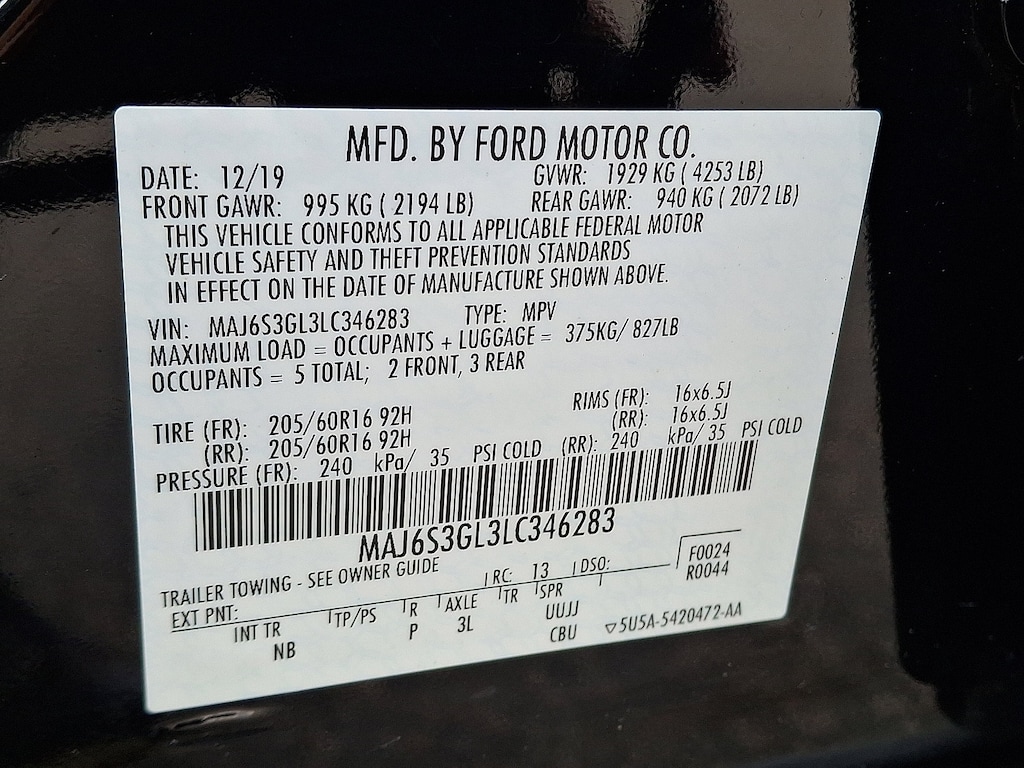 MFD. BY FORD MOTOR CO.
DATE: 12/19 GVWR: 1929 KG ( 4253 LB)
FRONT GAWR: 995 KG ( 2194 LB) REAR GAWR: 940 KG ( 2072 LB)
THIS VEHICLE CONFORMS TO ALL APPLICABLE FEDERAL MOTOR
VEHICLE SAFETY AND THEFT PREVENTION STANDARDS
IN EFFECT ON THE DATE OF MANUFACTURE SHOWN ABOVE.
VIN: MAJ6S3GL3LC346283 TYPE: MPV
MAXIMUM LOAD = OCCUPANTS + LUGGAGE = 375KG/ 827LB
OCCUPANTS = 5 TOTAL; 2 FRONT, 3 REAR
TIRE (FR): 205/60R16 92H RIMS (FR): 16x6.5J
(RR): 205/60R16 92H (RR): 16x6.5J
PRESSURE (FR): 240 kPa/ 35 PSI COLD (RR): 240 kPa/ 35 PSI COLD
MAJ6S3GL3LC346283
TRAILER TOWING - SEE OWNER GUIDE
EXT PNT: RC: 13 DSO: F0024
R0044
INT TR TP/PS R AXLE TR SPR
NB P 3L UUJJ
CBU ▽5U5A-5420472-AA